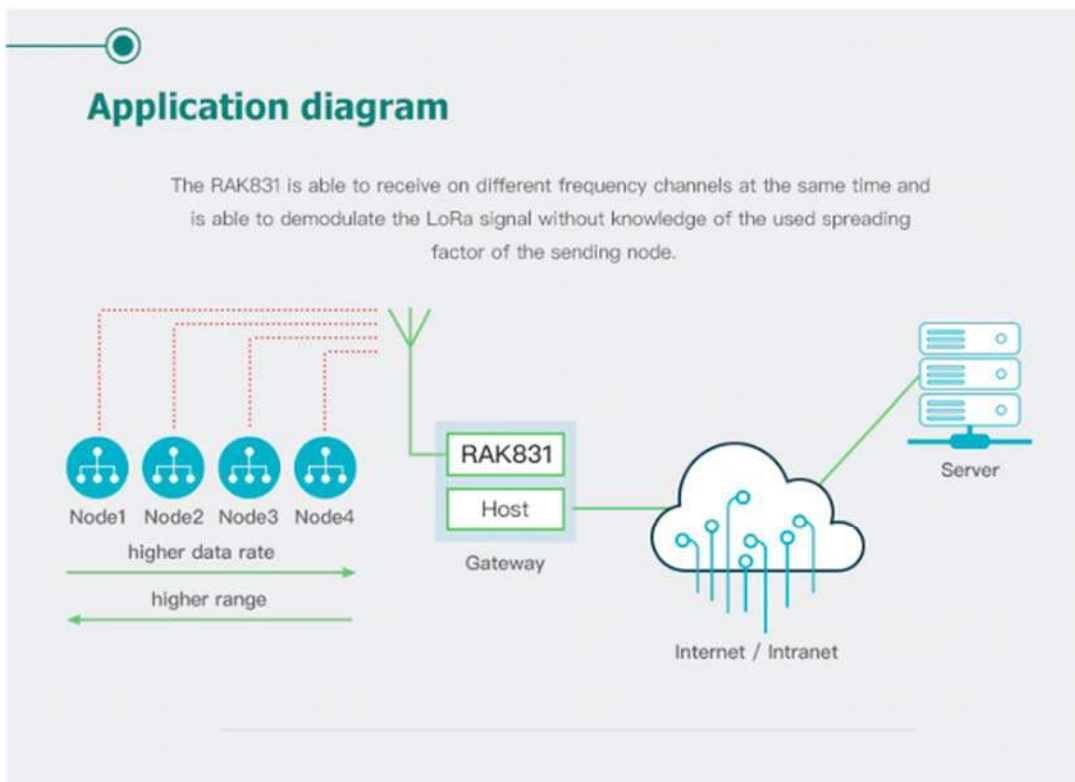 Application diagram
The RAK831 is able to receive on different frequency channels at the same time and
is able to demodulate the LoRa signal without knowledge of the used spreading
factor of the sending node.
RAK831
Host
Gateway
Server
Node1 Node2 Node3 Node4
higher data rate
higher range
Internet / Intranet